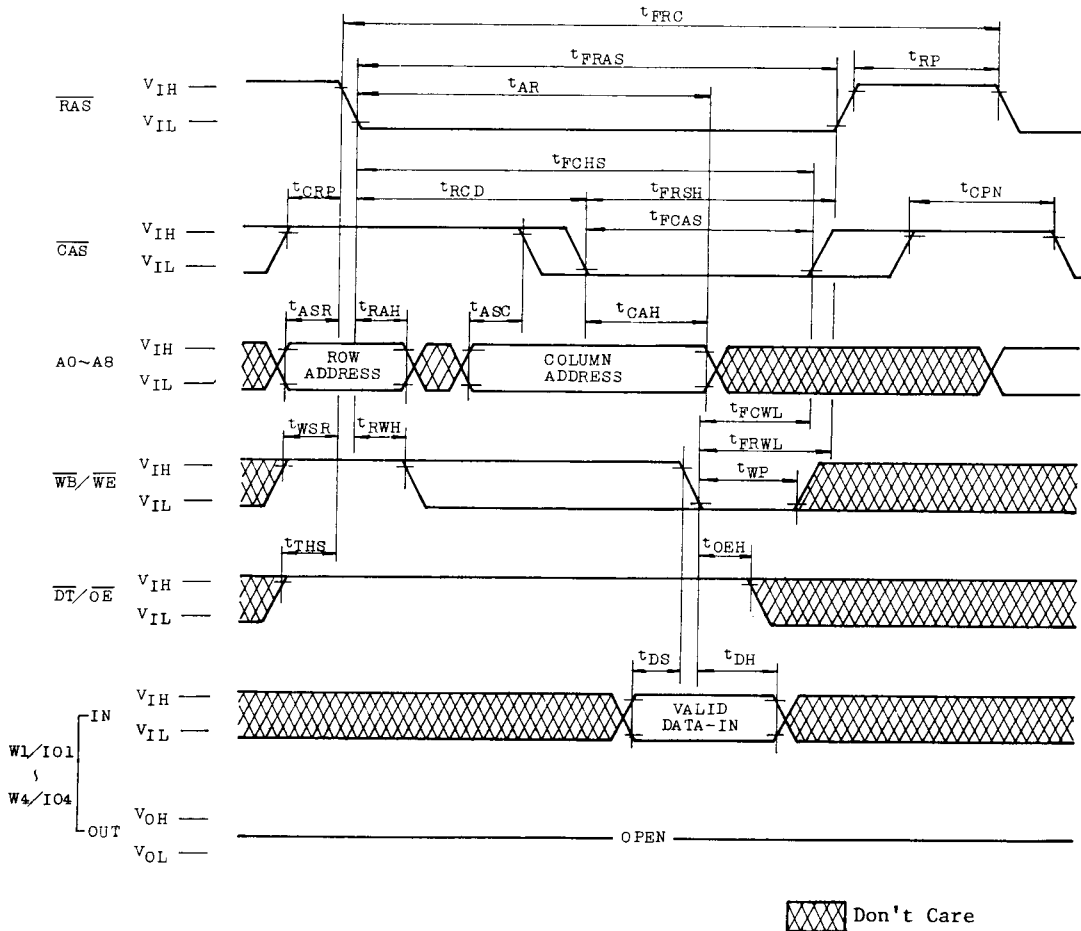 tFRC
tFRAS
tRP
tAR
RAS
VIH
VIL
tFCHS
tCRP
tRCD
tFRSH
tCPN
tFCAS
CAS
VIH
VIL
tASR
tRAH
tASC
tCAH
A0~A8
VIH
VIL
ROW
ADDRESS
COLUMN
ADDRESS
tFCWL
tWSR
tRWH
tFRWL
tWP
WB/WE
VIH
VIL
tTHS
tOEH
DT/OE
VIH
VIL
tDS
tDH
VIH
IN
VIL
VALID
DATA-IN
W1/IO1
~
W4/IO4
VOH
OUT
OPEN
VOL
Don't Care